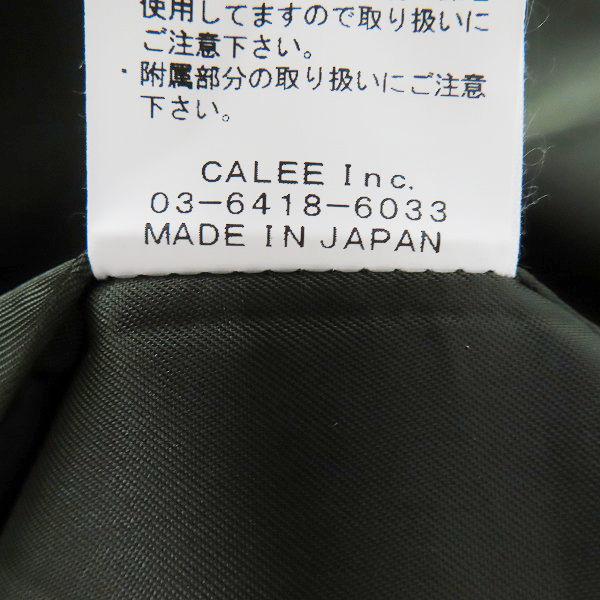 使用してますので取り扱いに
ご注意下さい。
・附属部分の取り扱いにご注意
下さい。
CALEE Inc.
03-6418-6033
MADE IN JAPAN